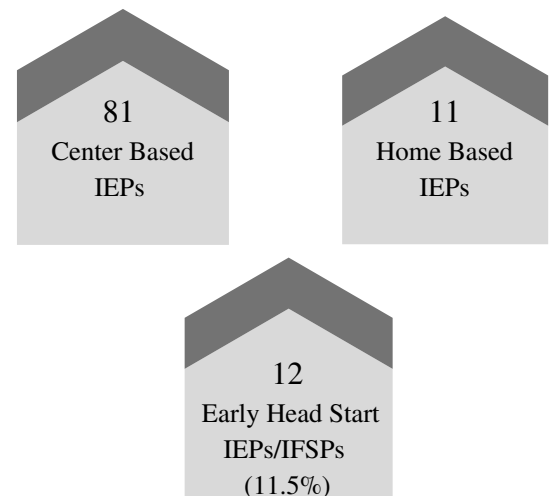 81
Center Based
IEPs
11
Home Based
IEPs
12
Early Head Start
IEPs/IFSPs
(11.5%)